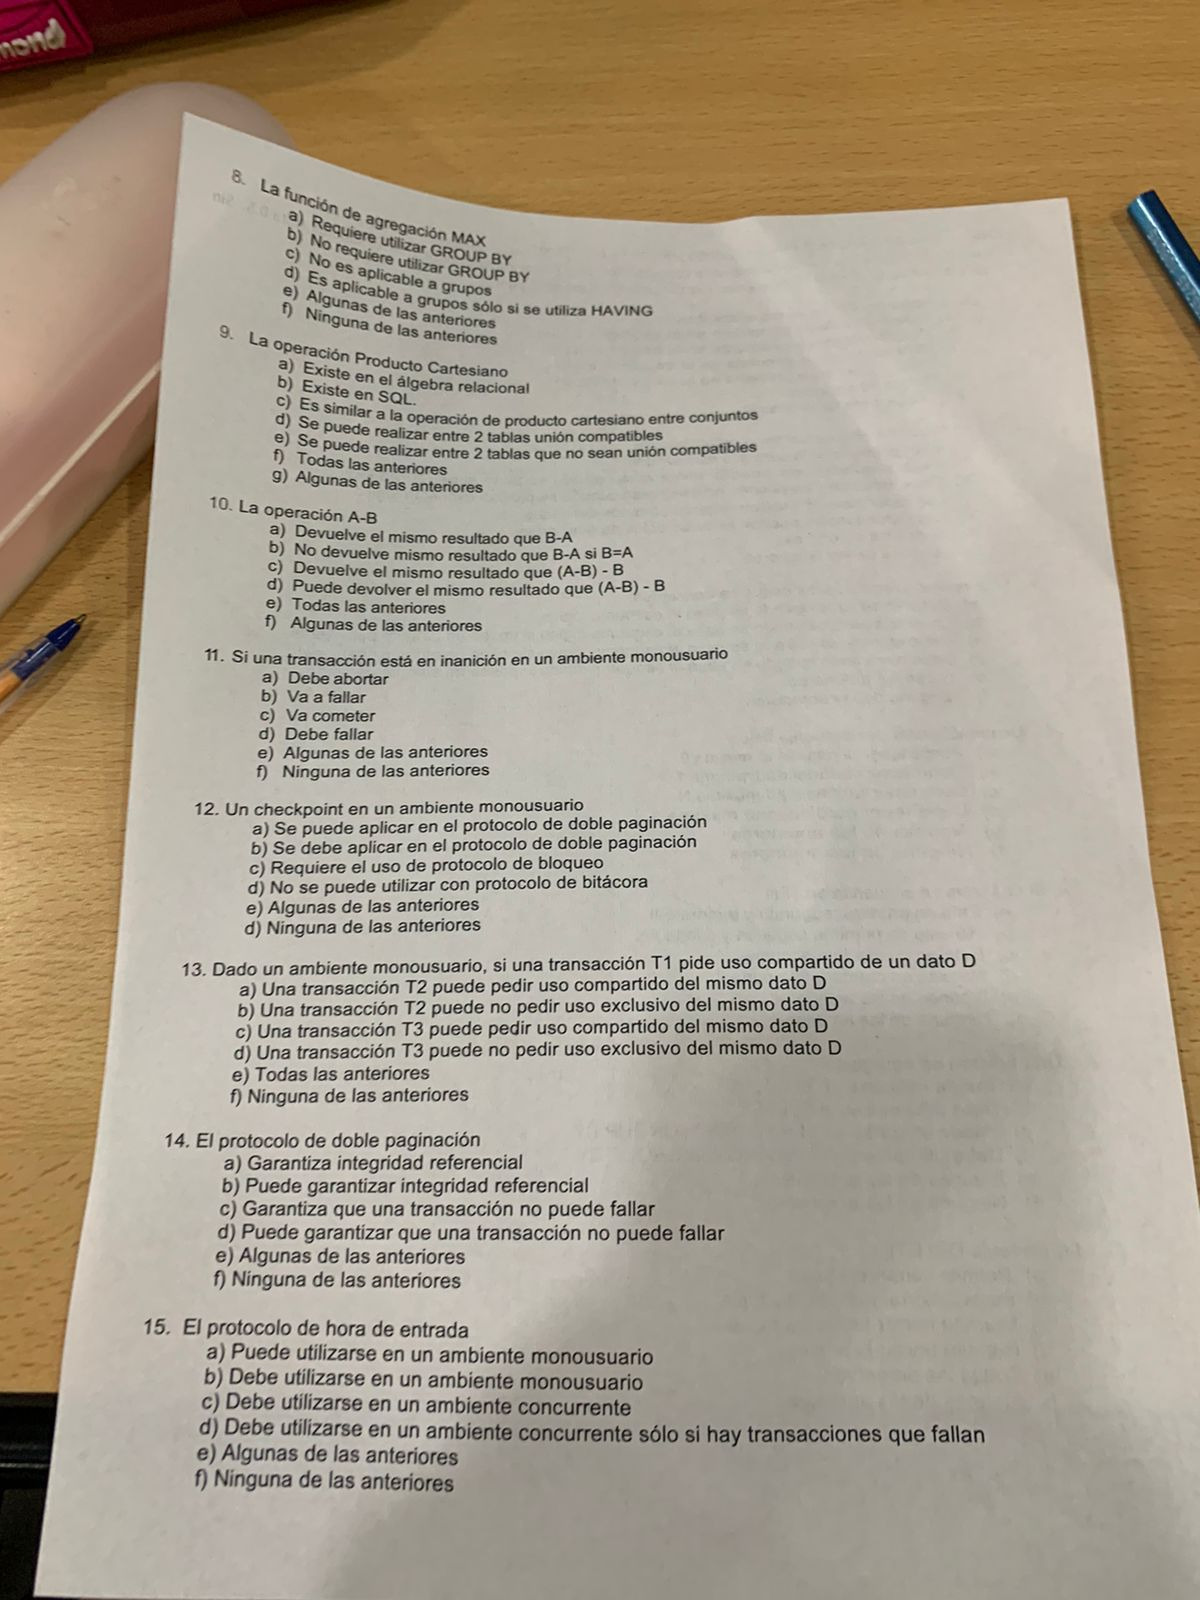 8. La función de agregación MAX
a) Requiere utilizar GROUP BY
b) No requiere utilizar GROUP BY
c) No es aplicable a grupos
d) Es aplicable a grupos sólo si se utiliza HAVING
e) Algunas de las anteriores
f) Ninguna de las anteriores
9. La operación Producto Cartesiano
a) Existe en el álgebra relacional
b) Existe en SQL.
c) Es similar a la operación de producto cartesiano entre conjuntos
d) Se puede realizar entre 2 tablas unión compatibles
e) Se puede realizar entre 2 tablas que no sean unión compatibles
f) Todas las anteriores
g) Algunas de las anteriores
10. La operación A-B
a) Devuelve el mismo resultado que B-A
b) No devuelve mismo resultado que B-A si B=A
c) Devuelve el mismo resultado que (A-B) - B
d) Puede devolver el mismo resultado que (A-B) - B
e) Todas las anteriores
f) Algunas de las anteriores
11. Si una transacción está en inanición en un ambiente monousuario
a) Debe abortar
b) Va a fallar
c) Va cometer
d) Debe fallar
e) Algunas de las anteriores
f) Ninguna de las anteriores
12. Un checkpoint en un ambiente monousuario
a) Se puede aplicar en el protocolo de doble paginación
b) Se debe aplicar en el protocolo de doble paginación
c) Requiere el uso de protocolo de bloqueo
d) No se puede utilizar con protocolo de bitácora
e) Algunas de las anteriores
d) Ninguna de las anteriores
13. Dado un ambiente monousuario, si una transacción T1 pide uso compartido de un dato D
a) Una transacción T2 puede pedir uso compartido del mismo dato D
b) Una transacción T2 puede no pedir uso exclusivo del mismo dato D
c) Una transacción T3 puede pedir uso compartido del mismo dato D
d) Una transacción T3 puede no pedir uso exclusivo del mismo dato D
e) Todas las anteriores
f) Ninguna de las anteriores
14. El protocolo de doble paginación
a) Garantiza integridad referencial
b) Puede garantizar integridad referencial
c) Garantiza que una transacción no puede fallar
d) Puede garantizar que una transacción no puede fallar
e) Algunas de las anteriores
f) Ninguna de las anteriores
15. El protocolo de hora de entrada
a) Puede utilizarse en un ambiente monousuario
b) Debe utilizarse en un ambiente monousuario
c) Debe utilizarse en un ambiente concurrente
d) Debe utilizarse en un ambiente concurrente sólo si hay transacciones que fallan
e) Algunas de las anteriores
f) Ninguna de las anteriores